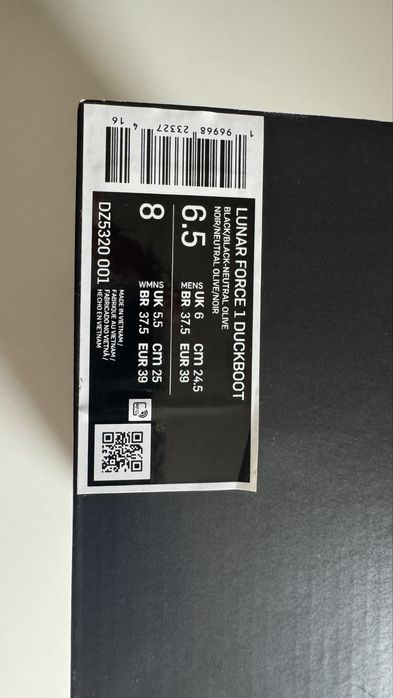 LUNAR FORCE 1 DUCKBOOT
BLACK/BLACK-NEUTRAL OLIVE
NOIR/NEUTRAL OLIVE/NOIR
6.5
MENS
UK 6 cm 24.5
BR 37.5 EUR 39
8
WMNS
UK 5.5 cm 25
BR 37.5 EUR 39
DZ5320 001
MADE IN VIETNAM /
FABRIQUÉ AU VIETNAM /
FABRICADO NO VIETNÃ /
HECHO EN VIETNAM
1 96968 23327 4 16